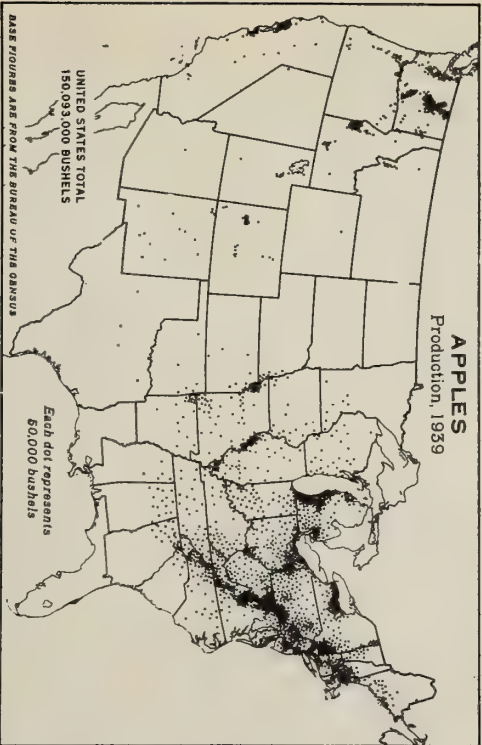 APPLES
Production, 1939
UNITED STATES TOTAL
150,093,000 BUSHELS
Each dot represents
50,000 bushels
BASE FIGURES ARE FROM THE BUREAU OF THE CENSUS